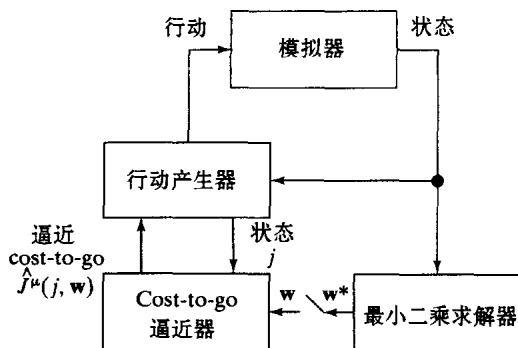 行动
模拟器
状态
行动产生器
逼近
cost-to-go
Ĵμ(j, w)
状态
j
Cost-to-go
逼近器
w
w*
最小二乘求解器